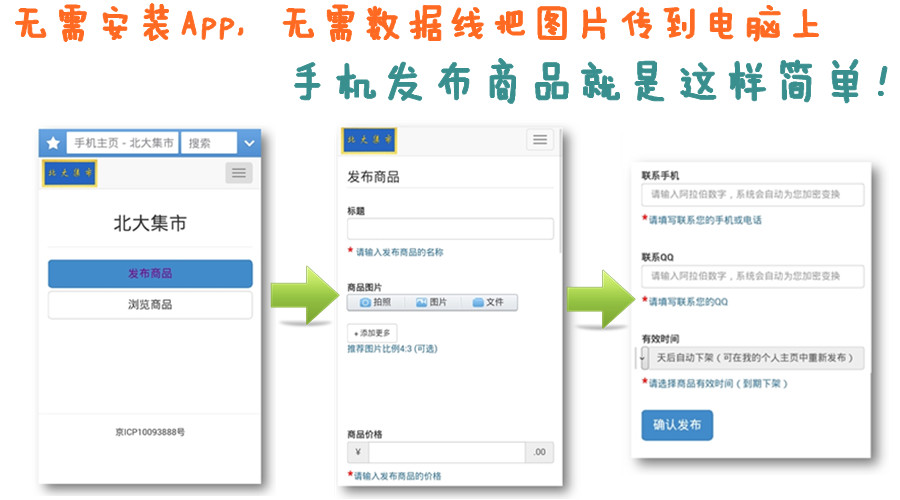 无需安装App, 无需数据线把图片传到电脑上
手机发布商品就是这样简单!
手机主页 - 北大集市
搜索
北大集市
北大集市
发布商品
浏览商品
京ICP10093888号
北大集市
发布商品
标题
* 请输入发布商品的名称
商品图片
拍照
图片
文件
+添加更多
推荐图片比例4:3 (可选)
商品价格
¥
.00
*请输入发布商品的价格
联系手机
请输入阿拉伯数字，系统会自动为您加密变换
*请填写联系您的手机或电话
联系QQ
请输入阿拉伯数字，系统会自动为您加密变换
*请填写联系您的QQ
有效时间
天后自动下架（可在我的个人主页中重新发布）
*请选择商品有效时间（到期下架）
确认发布